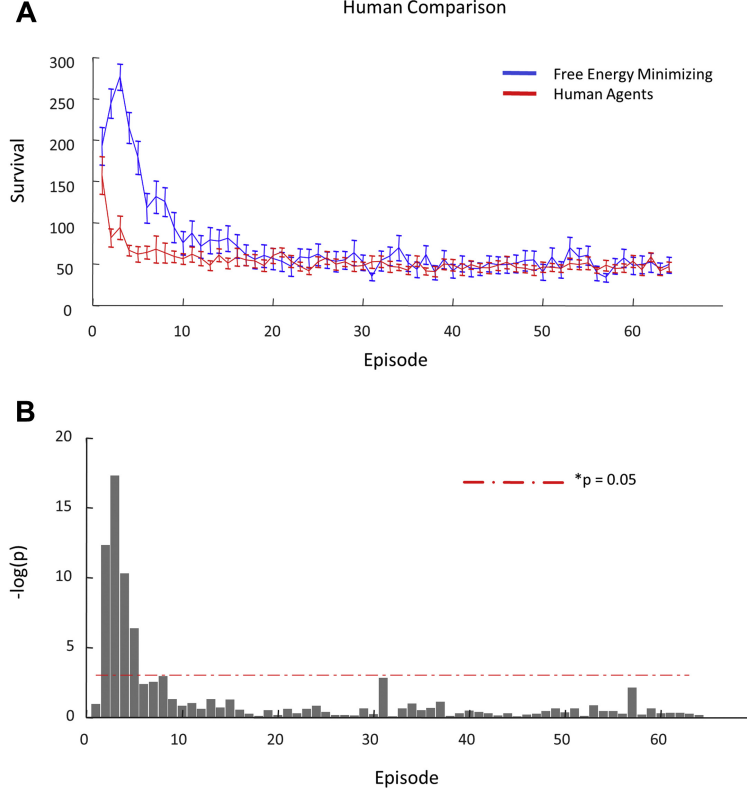 A
Human Comparison
300
250
200
150
100
50
0
Survival
Free Energy Minimizing
Human Agents
0 10 20 30 40 50 60
Episode
B
20
15
10
5
0
-log(p)
*p = 0.05
0 10 20 30 40 50 60
Episode